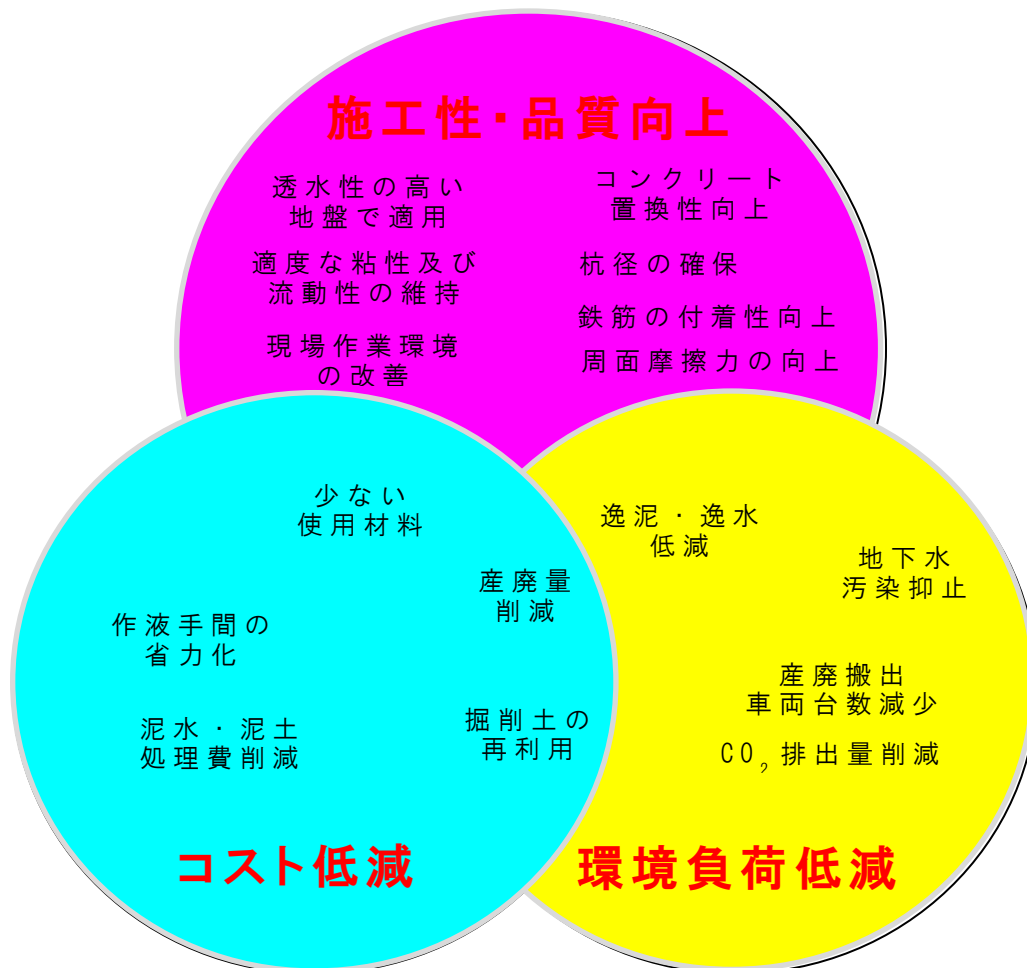 施工性・品質向上
透水性の高い
地盤で適用
適度な粘性及び
流動性の維持
現場作業環境
の改善
コンクリート
置換性向上
杭径の確保
鉄筋の付着性向上
周面摩擦力の向上
少ない
使用材料
産廃量
削減
作液手間の
省力化
泥水・泥土
処理費削減
掘削土の
再利用
コスト低減
逸泥・逸水
低減
地下水
汚染抑止
産廃搬出
車両台数減少
CO₂排出量削減
環境負荷低減